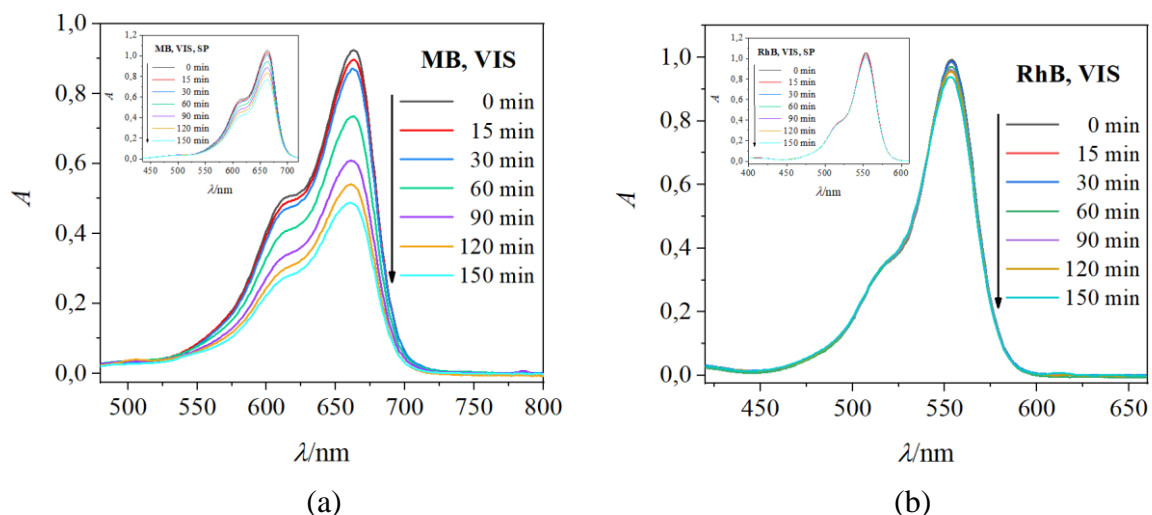 MB, VIS
0 min
15 min
30 min
60 min
90 min
120 min
150 min
A
1,0
0,8
0,6
0,4
0,2
0,0
500 550 600 650 700 750 800
λ/nm
MB, VIS, SP
0 min
15 min
30 min
60 min
90 min
120 min
150 min
A
1,2
1,0
0,8
0,6
0,4
0,2
0,0
450 500 550 600 650 700
λ/nm
(a)
RhB, VIS
0 min
15 min
30 min
60 min
90 min
120 min
150 min
A
1,0
0,8
0,6
0,4
0,2
0,0
450 500 550 600 650
λ/nm
RhB, VIS, SP
0 min
15 min
30 min
60 min
90 min
120 min
150 min
A
1,2
1,0
0,8
0,6
0,4
0,2
0,0
400 450 500 550 600
λ/nm
(b)